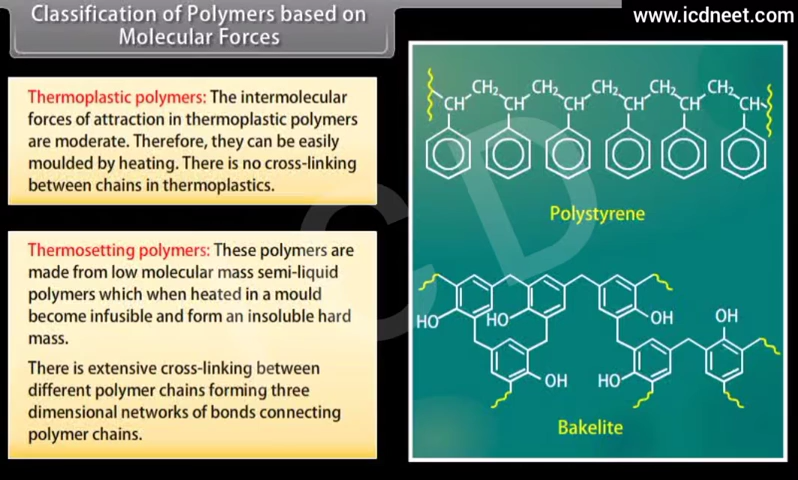 Classification of Polymers based on
Molecular Forces
www.icdneet.com
Thermoplastic polymers: The intermolecular
forces of attraction in thermoplastic polymers
are moderate. Therefore, they can be easily
moulded by heating. There is no cross-linking
between chains in thermoplastics.
Thermosetting polymers: These polymers are
made from low molecular mass semi-liquid
polymers which when heated in a mould
become infusible and form an insoluble hard
mass.
There is extensive cross-linking between
different polymer chains forming three
dimensional networks of bonds connecting
polymer chains.
CH₂ CH₂ CH₂ CH₂ CH₂
CH CH CH CH CH CH
Polystyrene
HO HO OH OH
OH HO
Bakelite
ICD